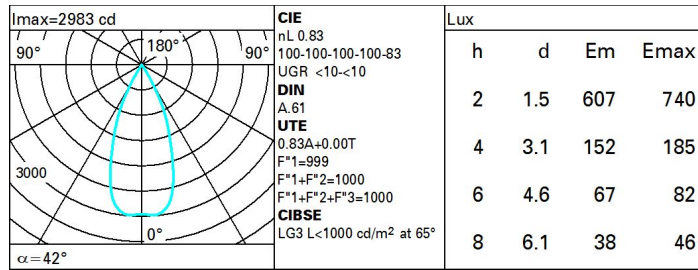 Imax=2983 cd
90° 180° 90°
3000
0°
α=42°
CIE
nL 0.83
100-100-100-100-83
UGR <10-<10
DIN
A.61
UTE
0.83A+0.00T
F"1=999
F"1+F"2=1000
F"1+F"2+F"3=1000
CIBSE
LG3 L<1000 cd/m² at 65°
Lux
h d Em Emax
2 1.5 607 740
4 3.1 152 185
6 4.6 67 82
8 6.1 38 46